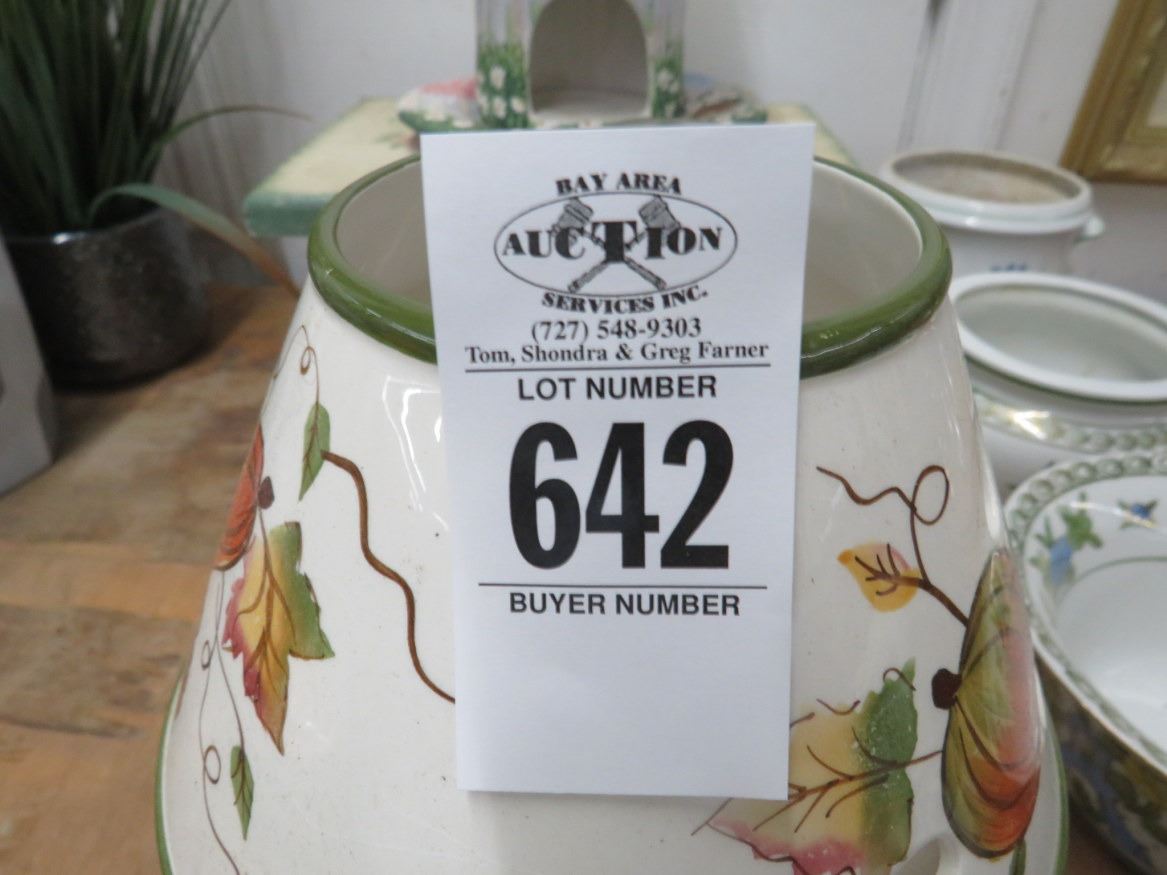 BAY AREA
AUCTION
SERVICES INC.
(727) 548-9303
Tom, Shondra & Greg Farner
LOT NUMBER
642
BUYER NUMBER